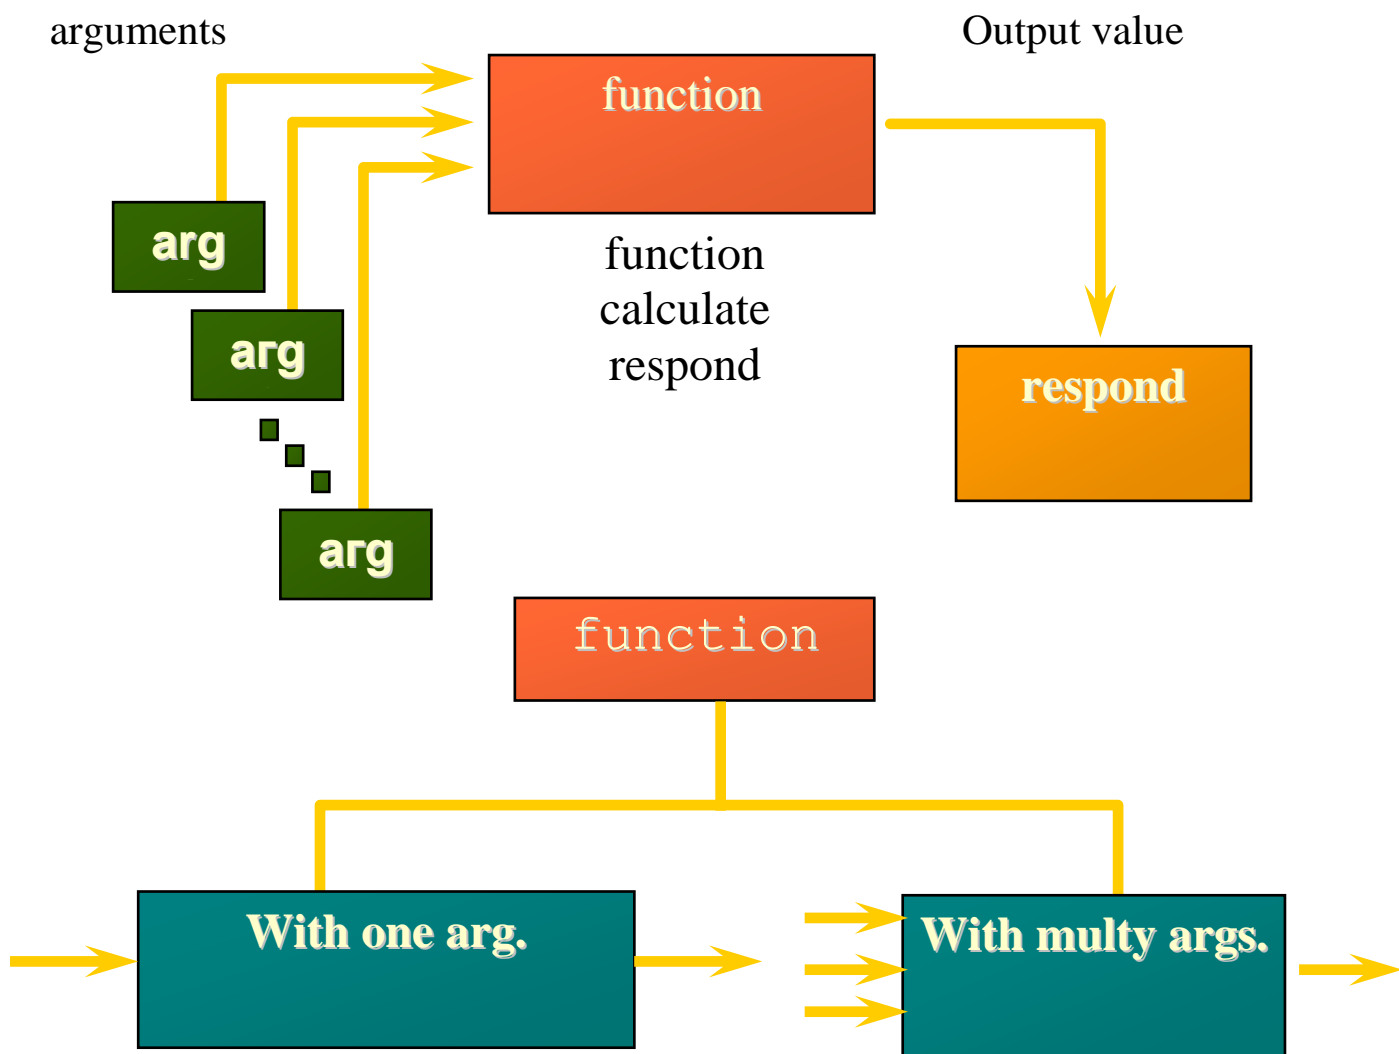 arguments
Output value
function
arg
arg
arg
function
calculate
respond
respond
function
With one arg.
With multy args.